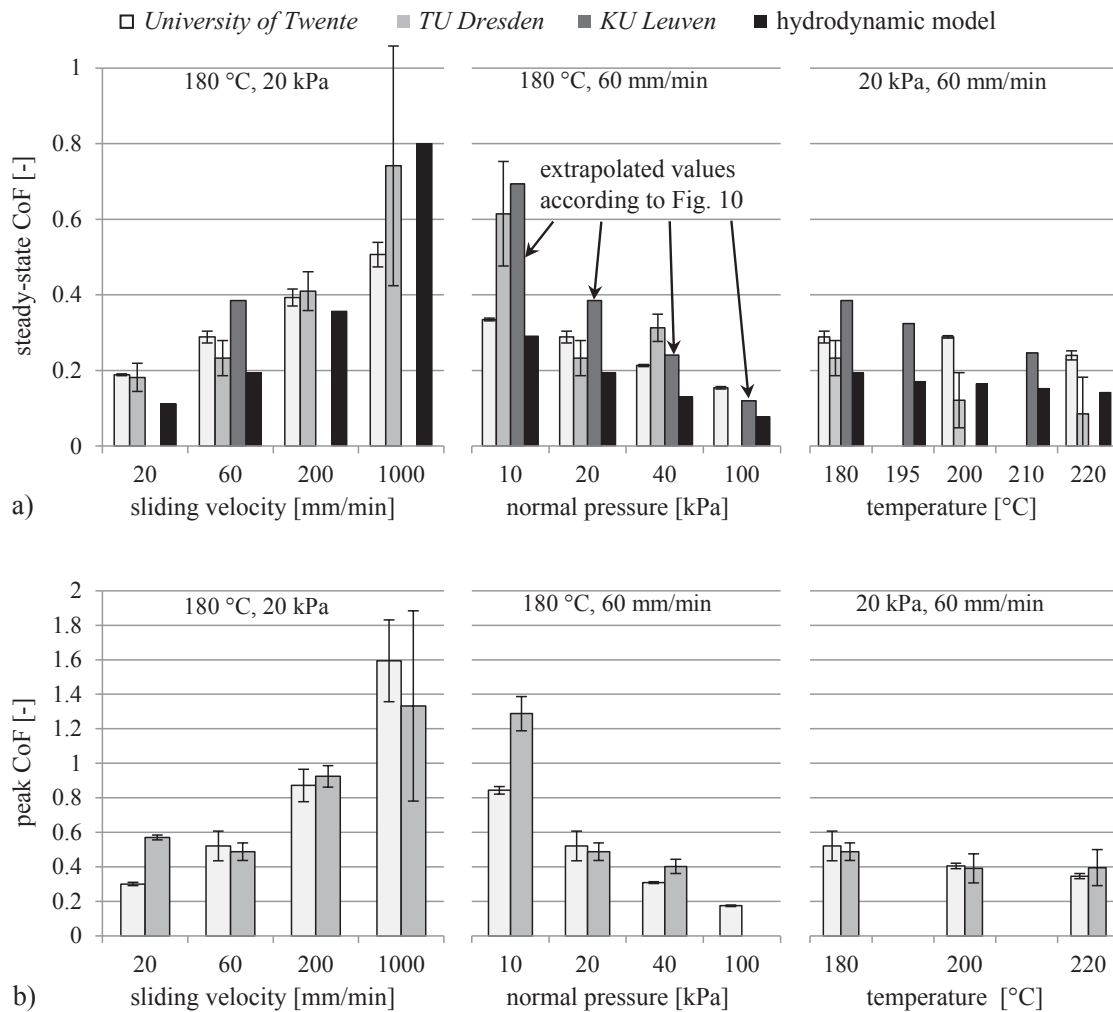 University of Twente TU Dresden KU Leuven hydrodynamic model
180 °C, 20 kPa 180 °C, 60 mm/min 20 kPa, 60 mm/min
steady-state CoF [-]
1
0.8
0.6
0.4
0.2
0
extrapolated values
according to Fig. 10
20 60 200 1000 10 20 40 100 180 195 200 210 220
a) sliding velocity [mm/min] normal pressure [kPa] temperature [°C]
180 °C, 20 kPa 180 °C, 60 mm/min 20 kPa, 60 mm/min
peak CoF [-]
2
1.8
1.6
1.4
1.2
1
0.8
0.6
0.4
0.2
0
20 60 200 1000 10 20 40 100 180 200 220
b) sliding velocity [mm/min] normal pressure [kPa] temperature [°C]